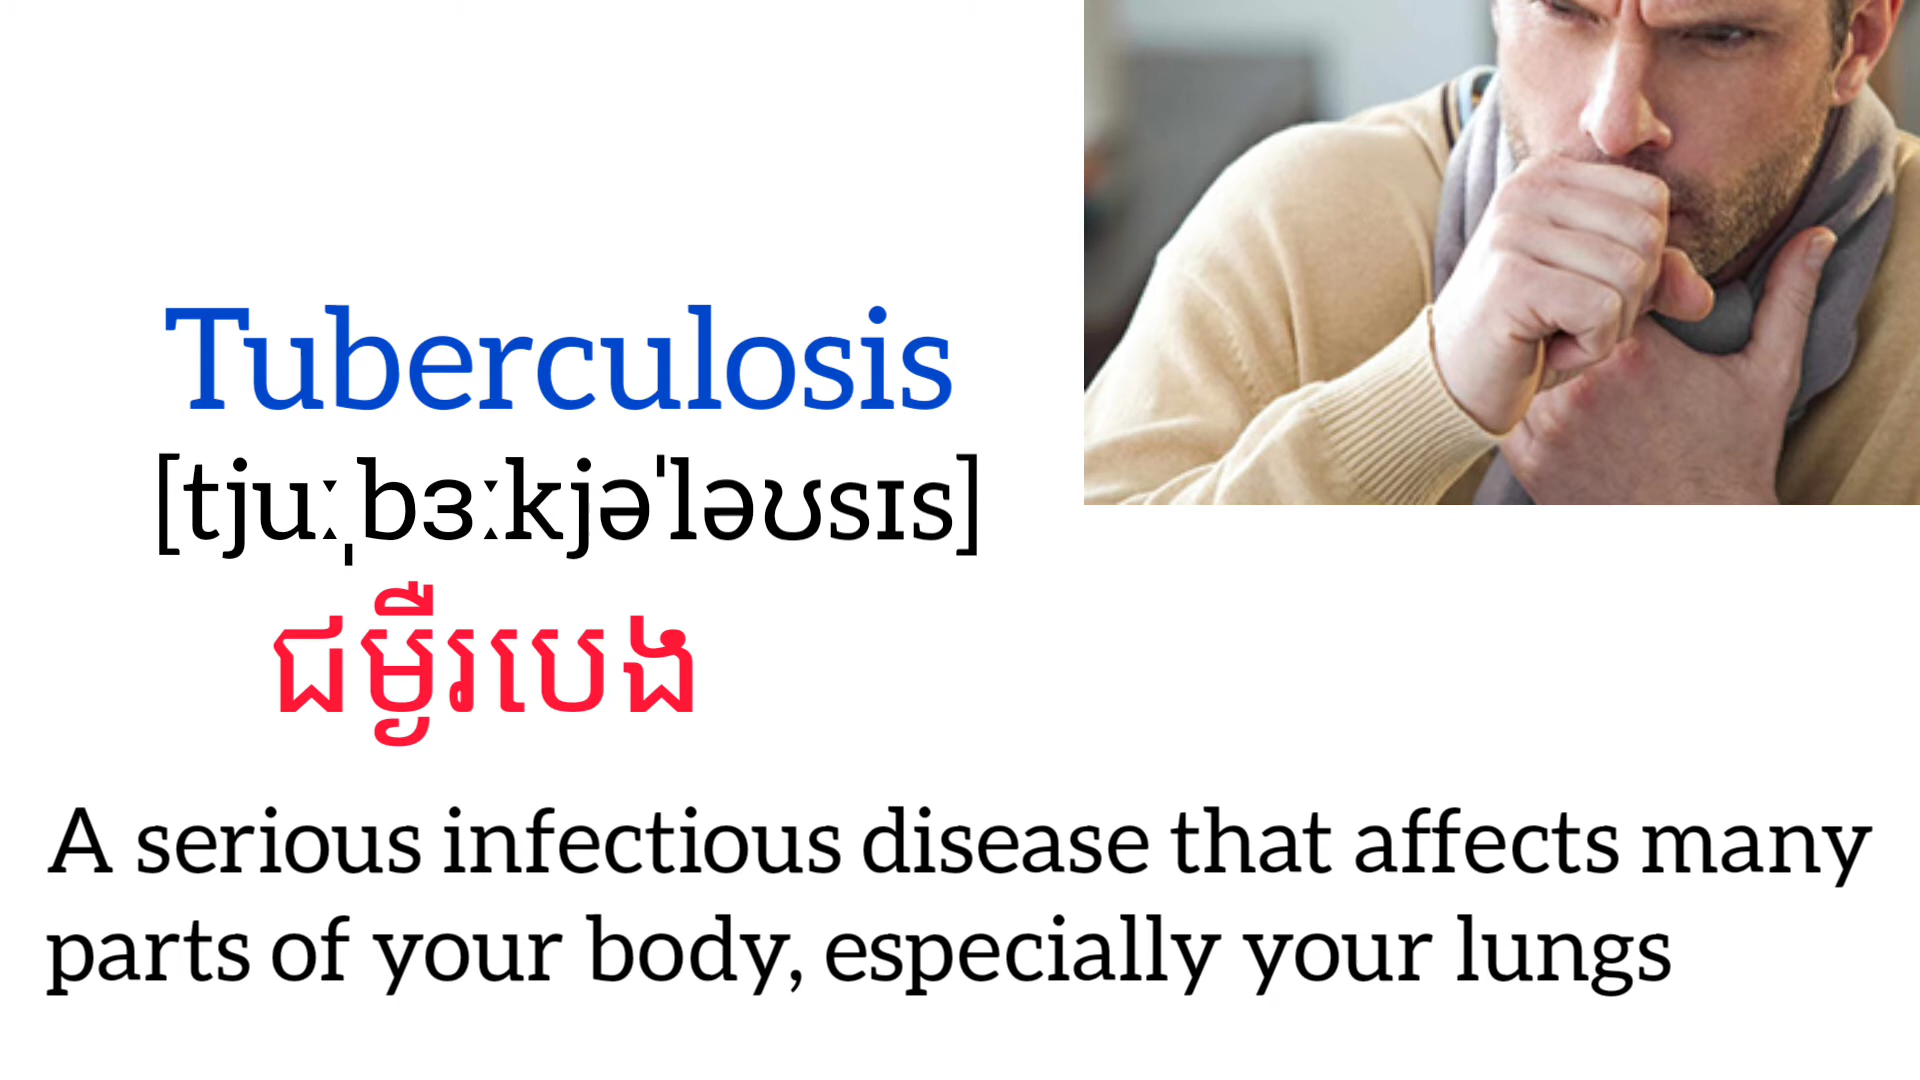 Tuberculosis
[tjuːˌbɜːkjəˈləʊsɪs]
ជម្ងឺរបេង
A serious infectious disease that affects many
parts of your body, especially your lungs